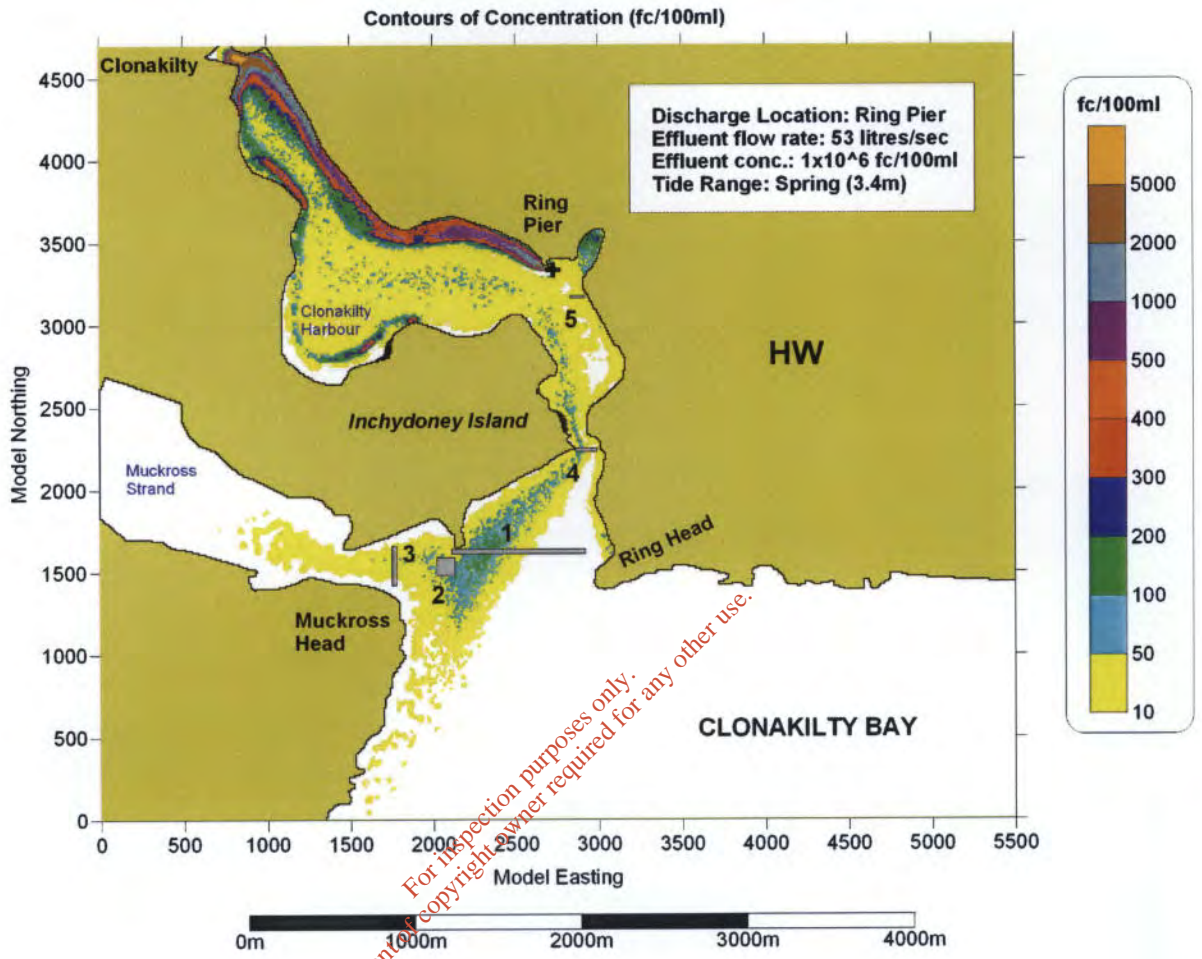 Contours of Concentration (fc/100ml)
Clonakilty
Discharge Location: Ring Pier
Effluent flow rate: 53 litres/sec
Effluent conc.: 1x10^6 fc/100ml
Tide Range: Spring (3.4m)
Ring
Pier
Clonakilty
Harbour
5
HW
Inchydoney Island
Muckross
Strand
4
1
3
2
Ring Head
Muckross
Head
CLONAKILTY BAY
Model Northing
4500
4000
3500
3000
2500
2000
1500
1000
500
0
0 500 1000 1500 2000 2500 3000 3500 4000 4500 5000 5500
Model Easting
0m 1000m 2000m 3000m 4000m
fc/100ml
5000
2000
1000
500
400
300
200
100
50
10
For inspection purposes only.
of copyright owner required for any other use.